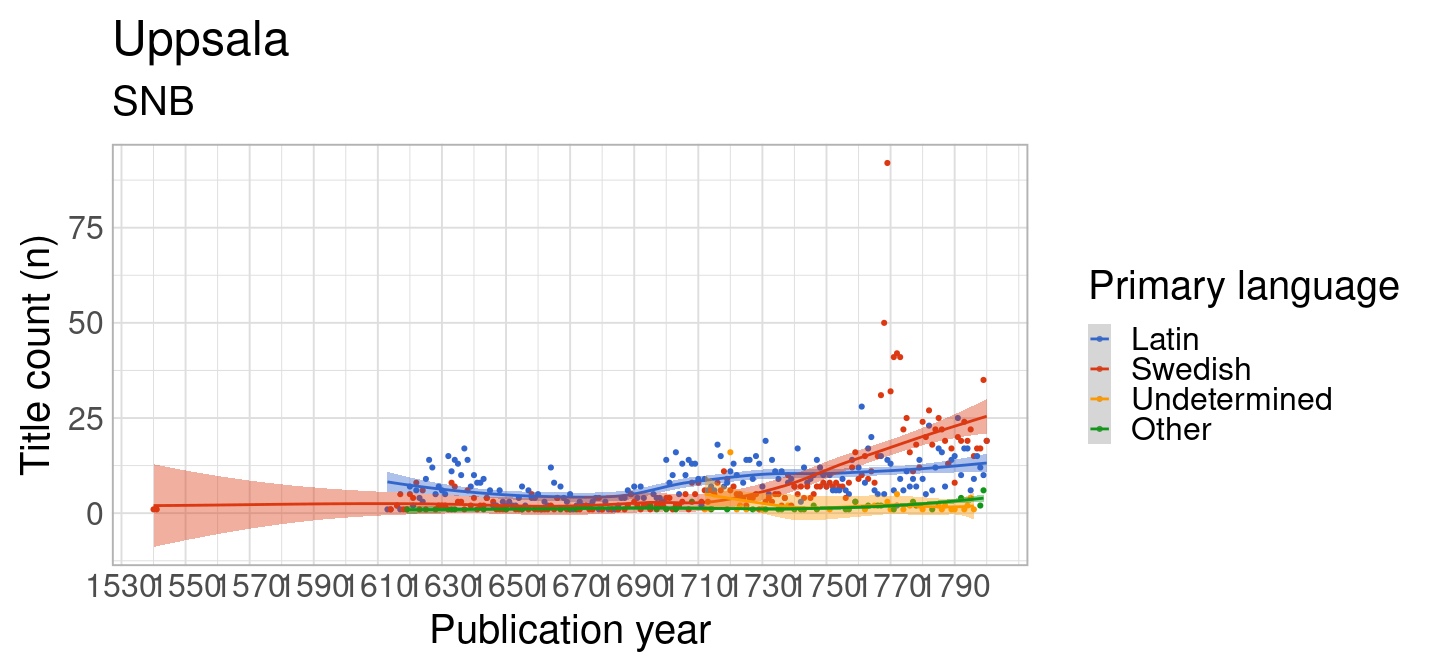 Uppsala
SNB
Title count (n)
75
50
25
0
1530 1550 1570 1590 1610 1630 1650 1670 1690 1710 1730 1750 1770 1790
Publication year
Primary language
Latin
Swedish
Undetermined
Other